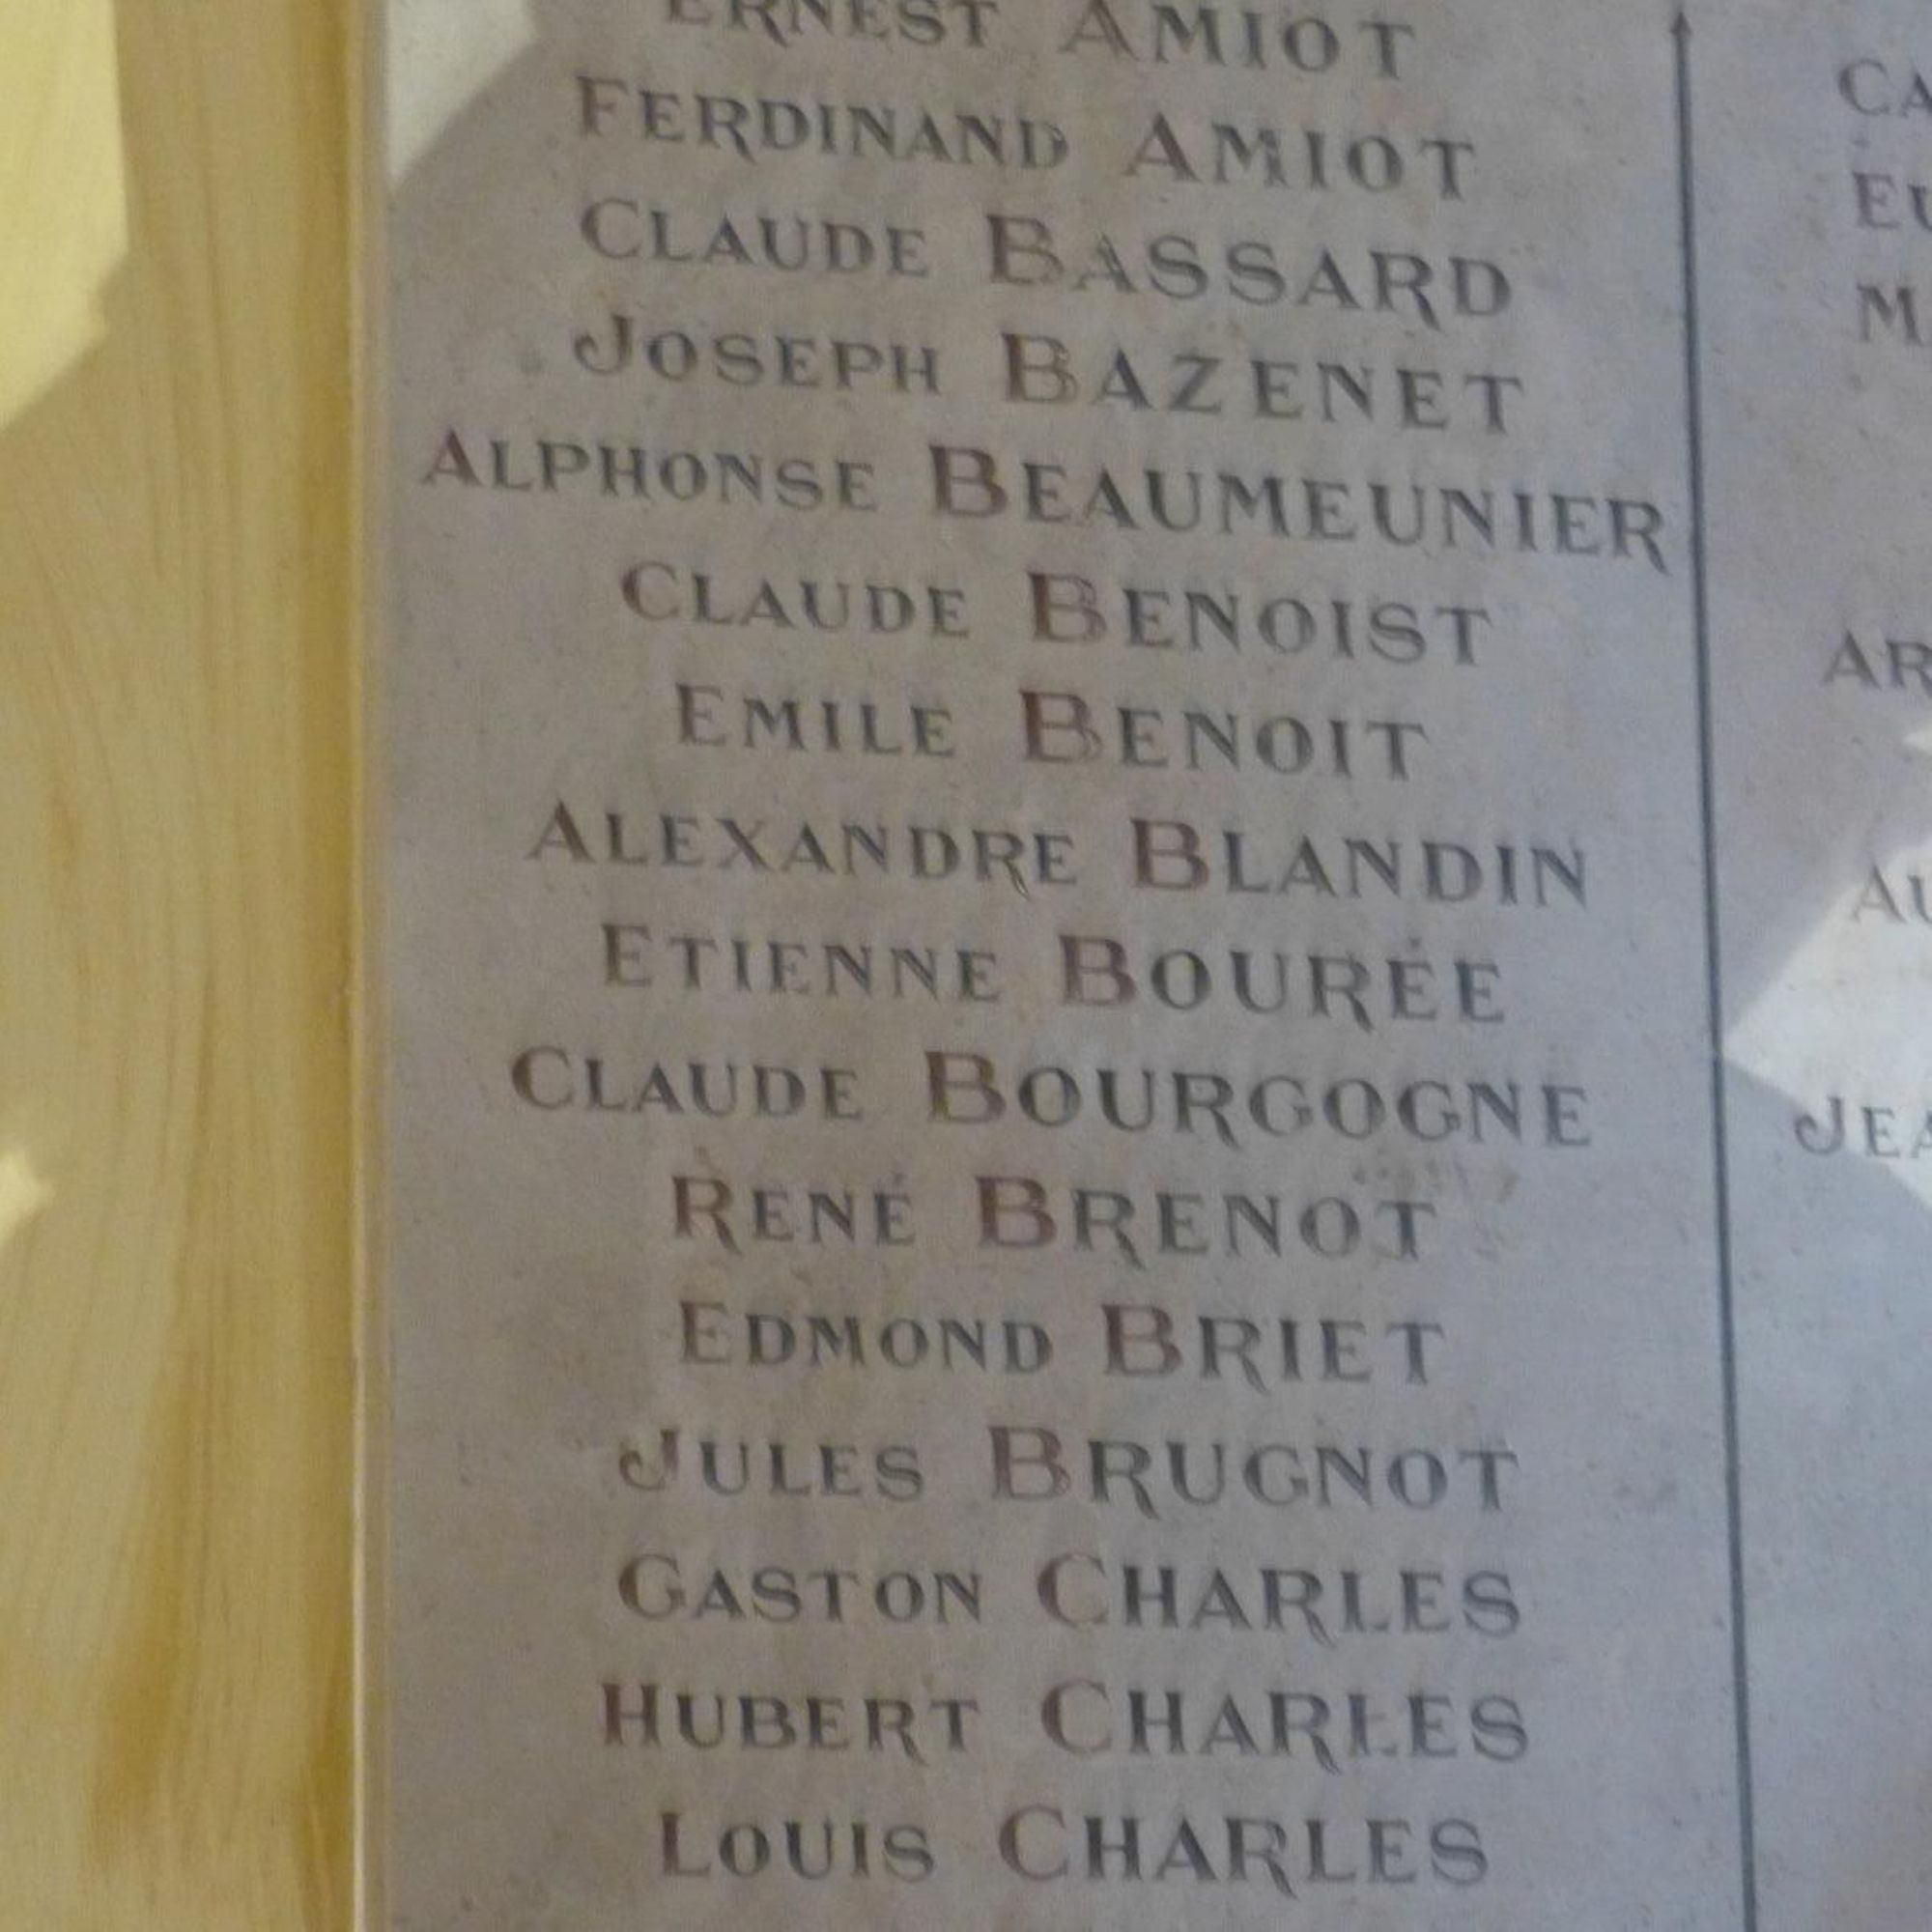 ERNEST AMIOT
FERDINAND AMIOT
CLAUDE BASSARD
JOSEPH BAZENET
ALPHONSE BEAUMEUNIER
CLAUDE BENOIST
EMILE BENOIT
ALEXANDRE BLANDIN
ETIENNE BOURÉE
CLAUDE BOURGOGNE
RENÉ BRENOT
EDMOND BRIET
JULES BRUGNOT
GASTON CHARLES
HUBERT CHARLES
LOUIS CHARLES